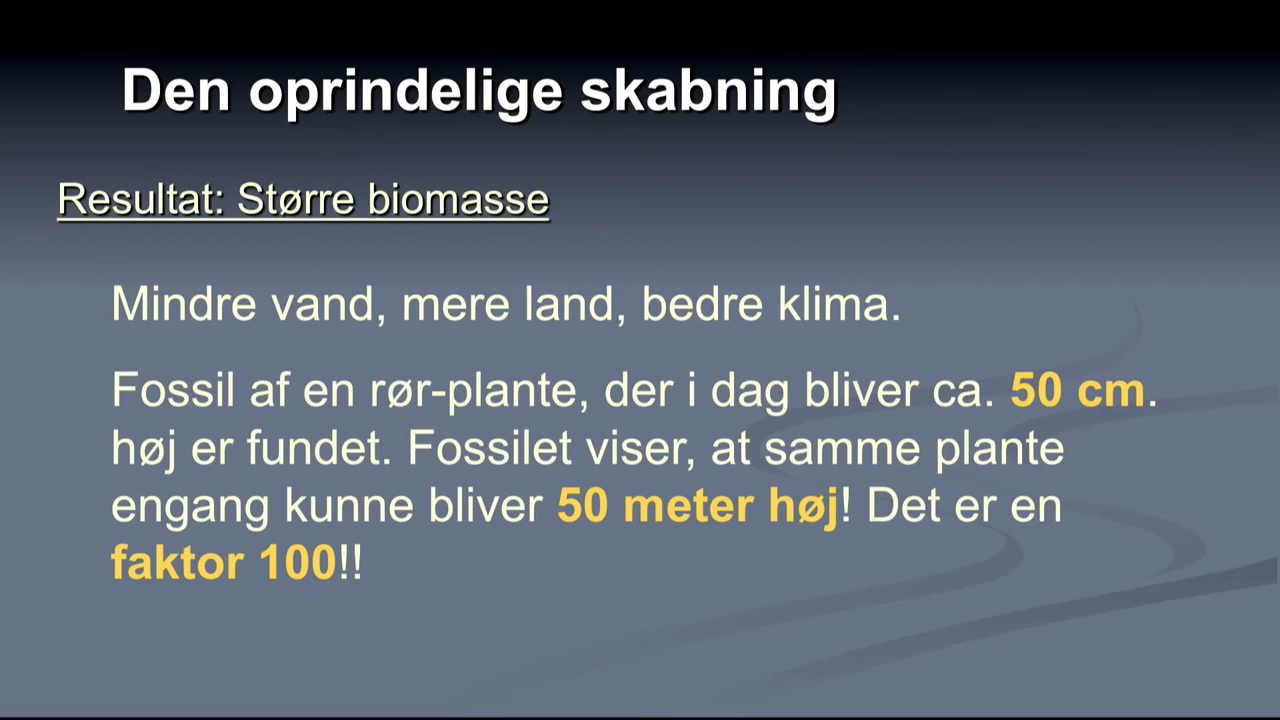 Den oprindelige skabning
Resultat: Større biomasse
Mindre vand, mere land, bedre klima.
Fossil af en rør-plante, der i dag bliver ca. 50 cm.
høj er fundet. Fossilet viser, at samme plante
engang kunne bliver 50 meter høj! Det er en
faktor 100!!